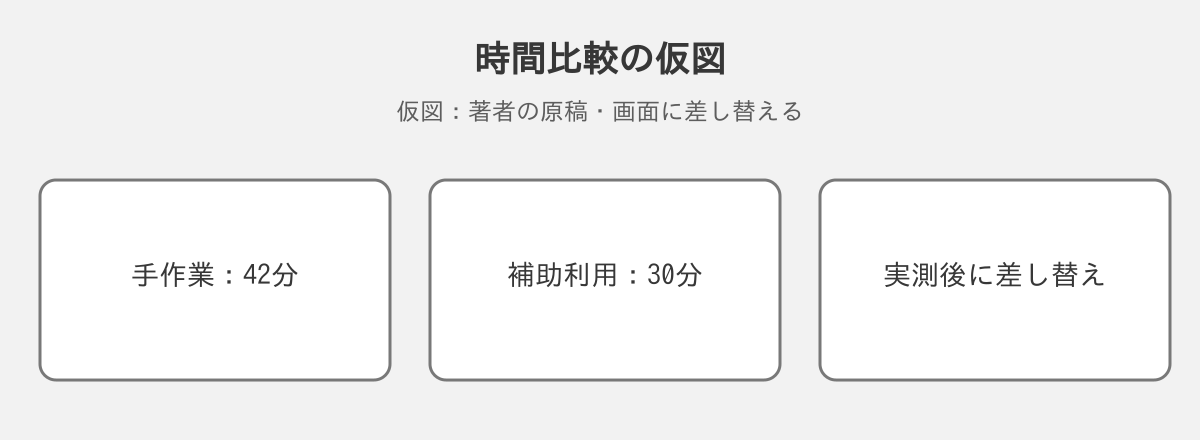 時間比較の仮図
仮図：著者の原稿・画面に差し替える
手作業：42分
補助利用：30分
実測後に差し替え